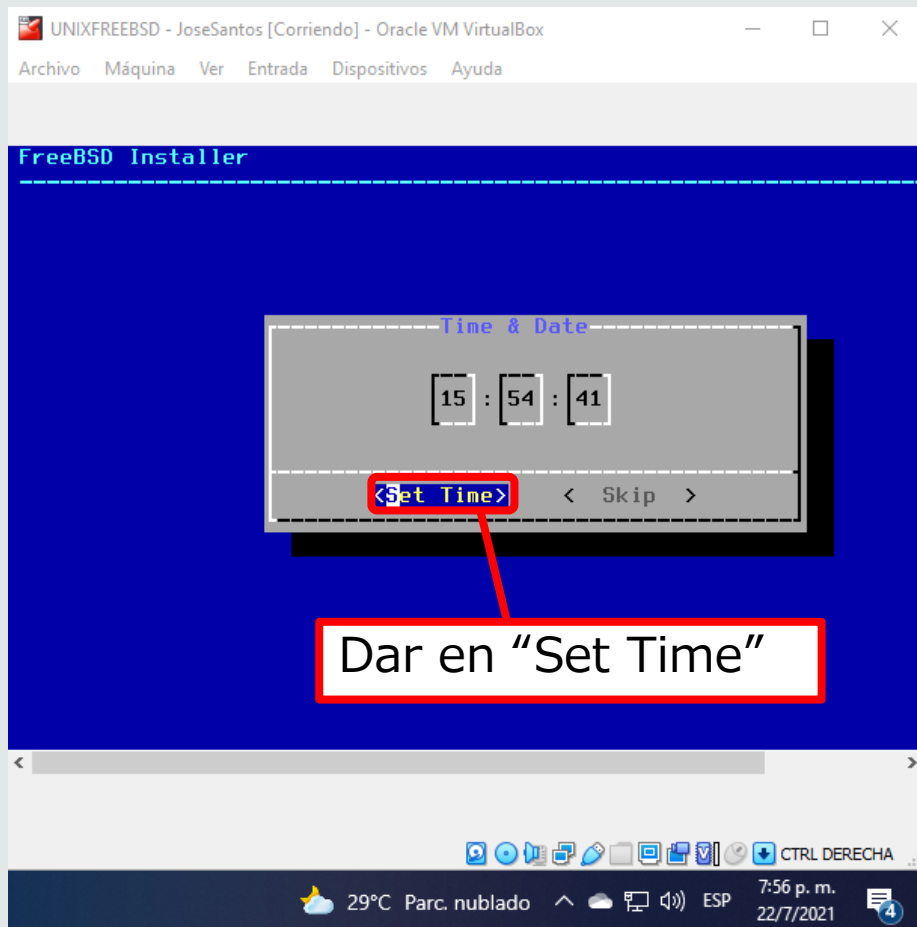 UNIXFREEBSD - JoseSantos [Corriendo] - Oracle VM VirtualBox
Archivo Máquina Ver Entrada Dispositivos Ayuda
FreeBSD Installer
Time & Date
15 : 54 : 41
<Set Time> < Skip >
Dar en “Set Time”
CTRL DERECHA
29°C Parc. nublado ESP 7:56 p. m.
22/7/2021
4